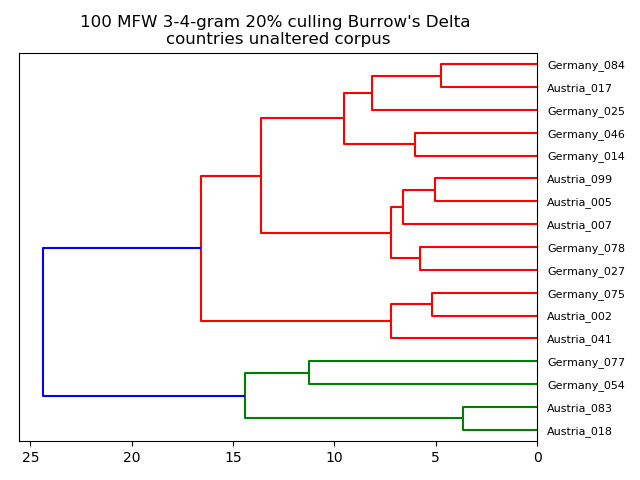 100 MFW 3-4-gram 20% culling Burrow's Delta
countries unaltered corpus
Germany_084
Austria_017
Germany_025
Germany_046
Germany_014
Austria_099
Austria_005
Austria_007
Germany_078
Germany_027
Germany_075
Austria_002
Austria_041
Germany_077
Germany_054
Austria_083
Austria_018
25 20 15 10 5 0